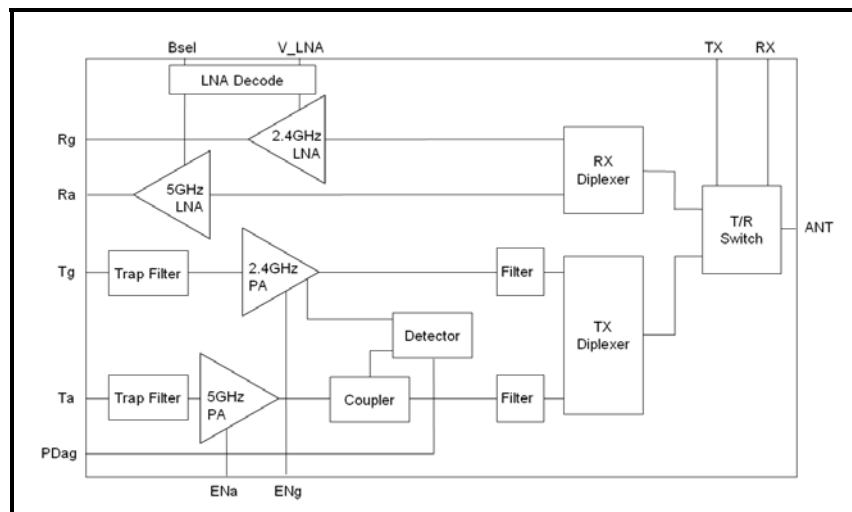 Bsel
V_LNA
TX
RX
LNA Decode
Rg
2.4GHz
LNA
RX
Diplexer
Ra
5GHz
LNA
T/R
Switch
ANT
Tg
Trap Filter
2.4GHz
PA
Filter
TX
Diplexer
Detector
Ta
Trap Filter
5GHz
PA
Coupler
Filter
PDag
ENa
ENg